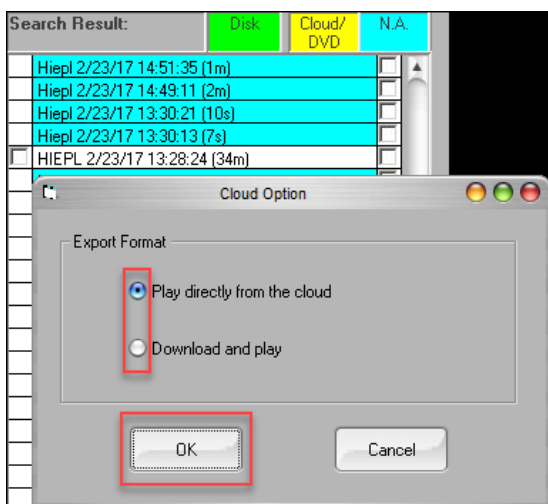 Search Result:
Disk
Cloud/
DVD
N.A.
Hiepl 2/23/17 14:51:35 (1m)
Hiepl 2/23/17 14:49:11 (2m)
Hiepl 2/23/17 13:30:21 (10s)
Hiepl 2/23/17 13:30:13 (7s)
HIEPL 2/23/17 13:28:24 (34m)
Cloud Option
Export Format
Play directly from the cloud
Download and play
OK
Cancel